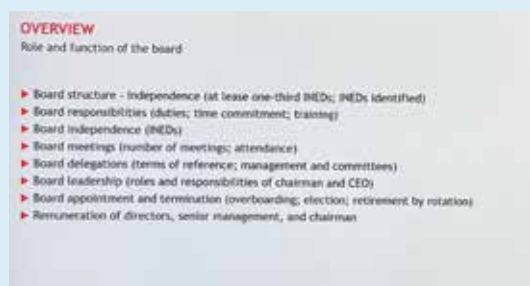 OVERVIEW
Role and function of the board
▶ Board structure - independence (at lease one-third INEDs; INEDs identified)
▶ Board responsibilities (duties; time commitment; training)
▶ Board independence (INEDs)
▶ Board meetings (number of meetings; attendance)
▶ Board delegations (terms of reference; management and committees)
▶ Board leadership (roles and responsibilities of chairman and CEO)
▶ Board appointment and termination (overboarding; election; retirement by rotation)
▶ Remuneration of directors, senior management, and chairman